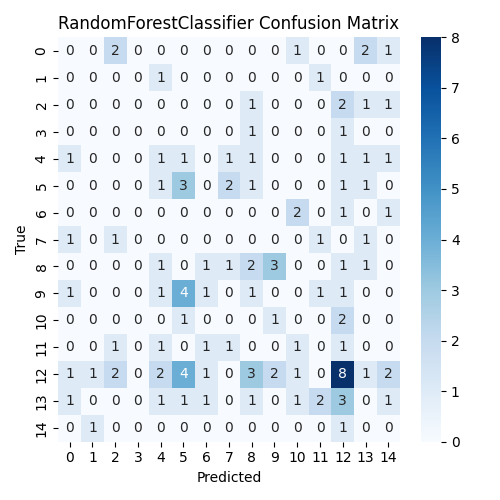 RandomForestClassifier Confusion Matrix
0 0 0 2 0 0 0 0 0 0 0 1 0 0 2 1
1 0 0 0 0 1 0 0 0 0 0 0 1 0 0 0
2 0 0 0 0 0 0 0 0 1 0 0 0 2 1 1
3 0 0 0 0 0 0 0 0 1 0 0 0 1 0 0
4 1 0 0 0 1 1 0 1 1 0 0 0 1 1 1
5 0 0 0 0 1 3 0 2 1 0 0 0 1 1 0
6 0 0 0 0 0 0 0 0 0 0 2 0 1 0 1
7 1 0 1 0 0 0 0 0 0 0 0 1 0 1 0
8 0 0 0 0 1 0 1 1 2 3 0 0 1 1 0
9 1 0 0 0 1 4 1 0 1 0 0 1 1 0 0
10 0 0 0 0 0 1 0 0 0 1 0 0 2 0 0
11 0 0 1 0 1 0 1 1 0 0 1 0 1 0 0
12 1 1 2 0 2 4 1 0 3 2 1 0 8 1 2
13 1 0 0 0 1 1 1 0 1 0 1 2 3 0 1
14 0 1 0 0 0 0 0 0 0 0 0 0 1 0 0
0 1 2 3 4 5 6 7 8 9 10 11 12 13 14
Predicted
True
8
7
6
5
4
3
2
1
0